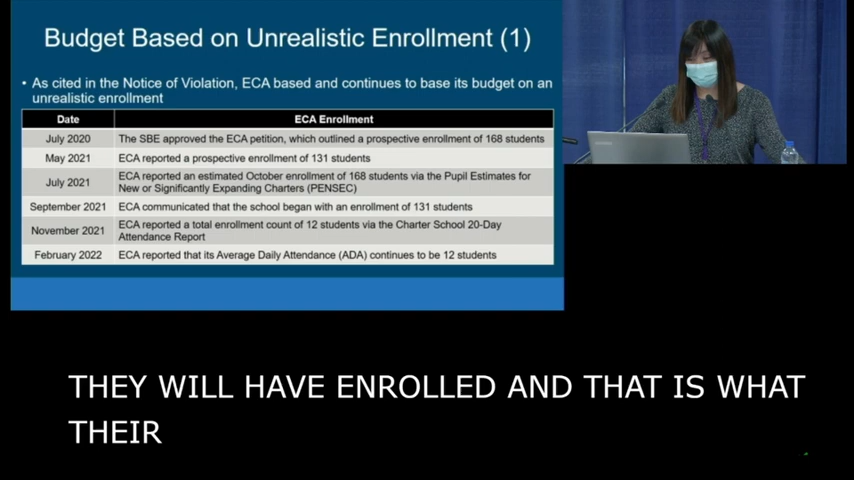 Budget Based on Unrealistic Enrollment (1)
• As cited in the Notice of Violation, ECA based and continues to base its budget on an
unrealistic enrollment
Date ECA Enrollment
July 2020 The SBE approved the ECA petition, which outlined a prospective enrollment of 168 students
May 2021 ECA reported a prospective enrollment of 131 students
July 2021 ECA reported an estimated October enrollment of 168 students via the Pupil Estimates for
New or Significantly Expanding Charters (PENSEC)
September 2021 ECA communicated that the school began with an enrollment of 131 students
November 2021 ECA reported a total enrollment count of 12 students via the Charter School 20-Day
Attendance Report
February 2022 ECA reported that its Average Daily Attendance (ADA) continues to be 12 students
THEY WILL HAVE ENROLLED AND THAT IS WHAT
THEIR